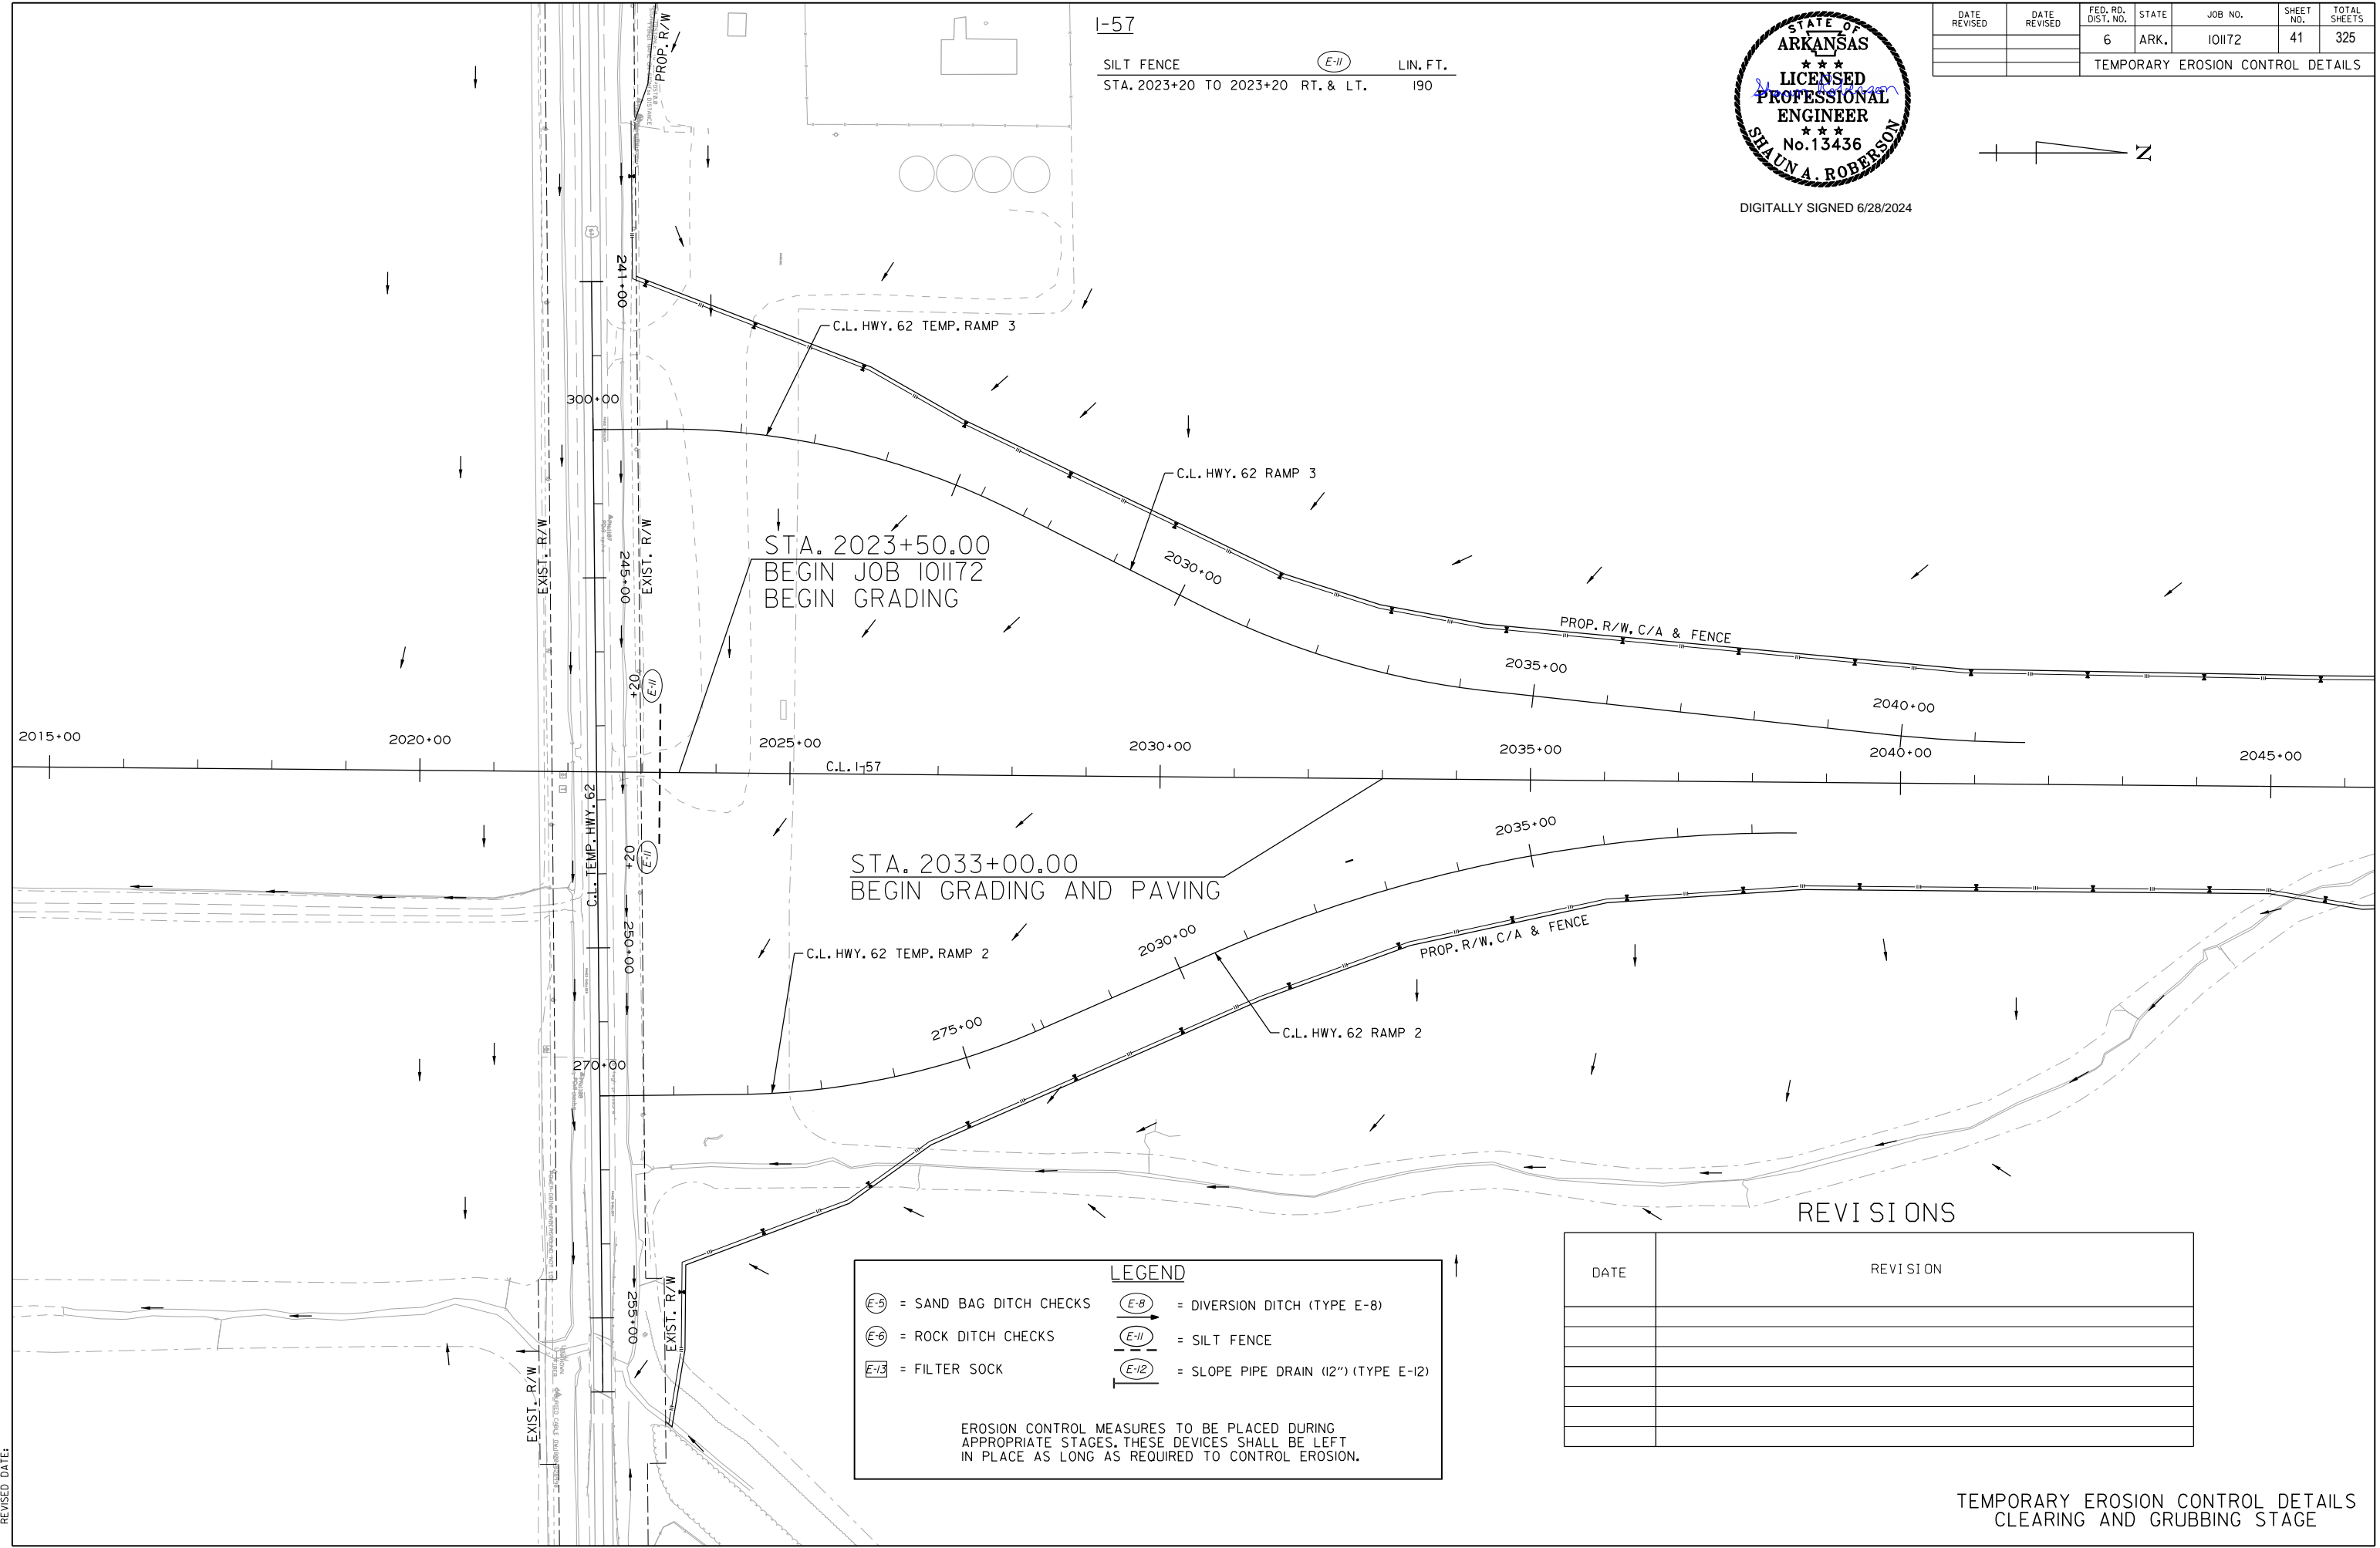 I-57
SILT FENCE E-11 LIN. FT.
STA. 2023+20 TO 2023+20 RT. & LT. 190
STATE OF
ARKANSAS
LICENSED
PROFESSIONAL
ENGINEER
No. 13436
SHAUN A. ROBERSON
Shaun Roberson
DIGITALLY SIGNED 6/28/2024
DATE REVISED
DATE REVISED
FED. RD. DIST. NO.
STATE
JOB NO.
SHEET NO.
TOTAL SHEETS
6 ARK. 101172 41 325
TEMPORARY EROSION CONTROL DETAILS
N
PROP. R/W
241+00
C.L. HWY. 62 TEMP. RAMP 3
300+00
C.L. HWY. 62 RAMP 3
EXIST. R/W
245+00
EXIST. R/W
STA. 2023+50.00
BEGIN JOB 101172
BEGIN GRADING
2030+00
PROP. R/W, C/A & FENCE
2035+00
+20
E-11
2040+00
2015+00
2020+00
2025+00
2030+00
2035+00
2040+00
2045+00
C.L. I-57
C.L. TEMP. HWY. 62
+20
E-11
2035+00
STA. 2033+00.00
BEGIN GRADING AND PAVING
250+00
2030+00
PROP. R/W, C/A & FENCE
C.L. HWY. 62 TEMP. RAMP 2
275+00
C.L. HWY. 62 RAMP 2
270+00
255+00
EXIST. R/W
EXIST. R/W
LEGEND
E-5 = SAND BAG DITCH CHECKS
E-6 = ROCK DITCH CHECKS
E-13 = FILTER SOCK
E-8 = DIVERSION DITCH (TYPE E-8)
E-11 = SILT FENCE
E-12 = SLOPE PIPE DRAIN (12") (TYPE E-12)
EROSION CONTROL MEASURES TO BE PLACED DURING
APPROPRIATE STAGES. THESE DEVICES SHALL BE LEFT
IN PLACE AS LONG AS REQUIRED TO CONTROL EROSION.
REVISIONS
DATE REVISION
TEMPORARY EROSION CONTROL DETAILS
CLEARING AND GRUBBING STAGE
REVISED DATE: